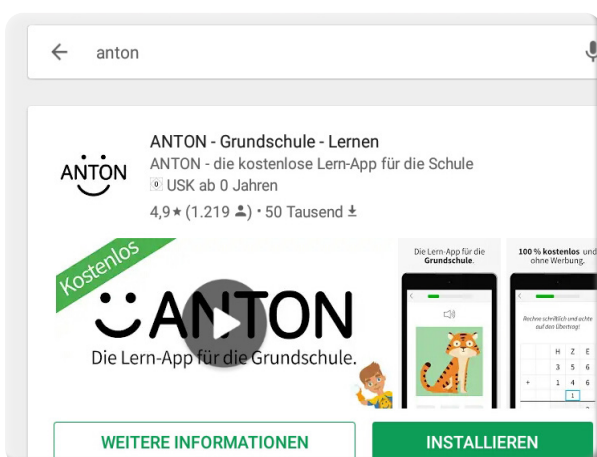 anton
ANTON - Grundschule - Lernen
ANTON - die kostenlose Lern-App für die Schule
ANTON
0 USK ab 0 Jahren
4,9★ (1.219) • 50 Tausend
Kostenlos
ANTON
Die Lern-App für die Grundschule.
Die Lern-App für die
Grundschule.
100 % kostenlos und
ohne Werbung.
Rechne schriftlich und achte
auf den Übertrag!
H Z E
3 5 6
+ 1 4 6
1
WEITERE INFORMATIONEN
INSTALLIEREN